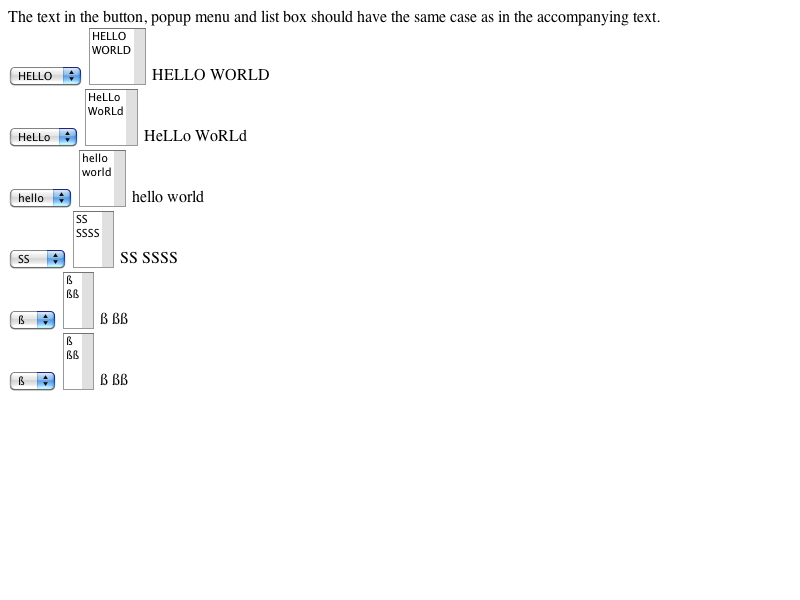 The text in the button, popup menu and list box should have the same case as in the accompanying text.
HELLO
WORLD
HELLO HELLO WORLD
HeLLo
WoRLd
HeLLo HeLLo WoRLd
hello
world
hello hello world
SS
SSSS
SS SS SSSS
ß
ßß
ß ß ßß
ß
ßß
ß ß ßß